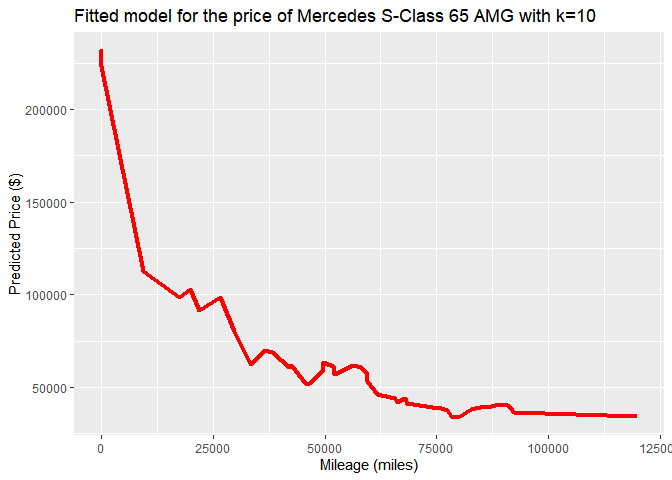 Fitted model for the price of Mercedes S-Class 65 AMG with k=10
200000
150000
100000
50000
Predicted Price ($)
0 25000 50000 75000 100000 12500
Mileage (miles)